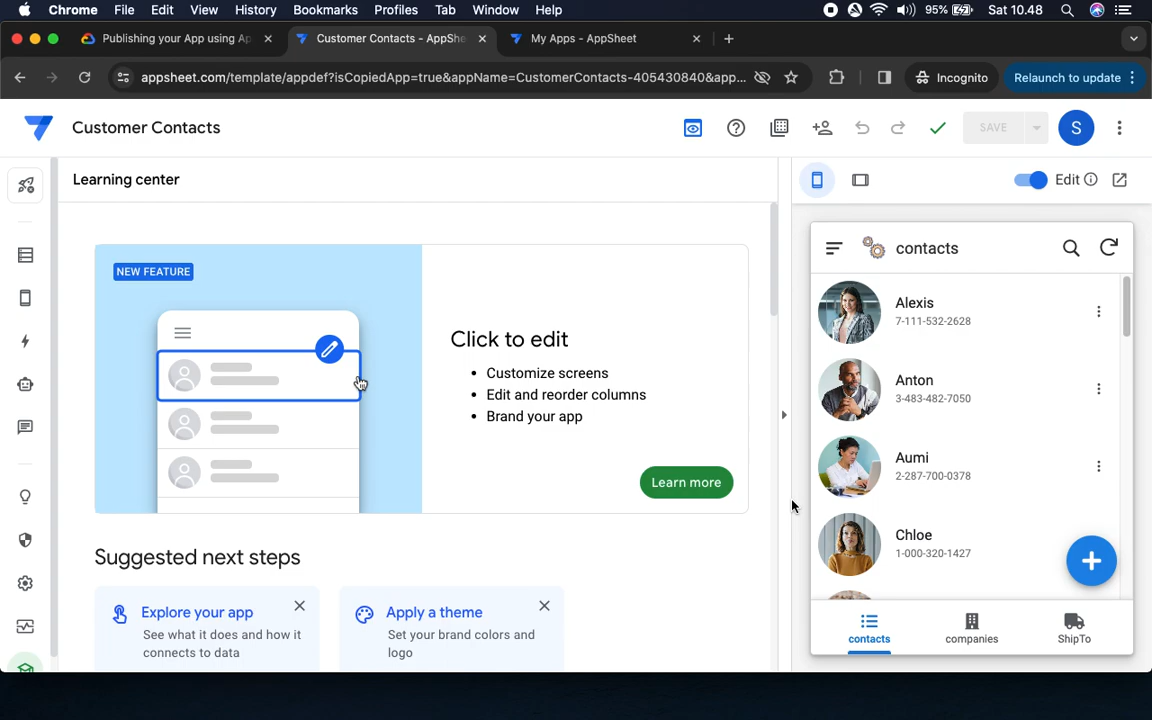 Chrome File Edit View History Bookmarks Profiles Tab Window Help 95% Sat 10.48
Publishing your App using Ap
Customer Contacts - AppShe
My Apps - AppSheet
appsheet.com/template/appdef?isCopiedApp=true&appName=CustomerContacts-405430840&app...
Incognito
Relaunch to update
Customer Contacts
SAVE
S
Learning center
Edit
NEW FEATURE
Click to edit
• Customize screens
• Edit and reorder columns
• Brand your app
Learn more
Suggested next steps
Explore your app
See what it does and how it
connects to data
Apply a theme
Set your brand colors and
logo
contacts
Alexis
7-111-532-2628
Anton
3-483-482-7050
Aumi
2-287-700-0378
Chloe
1-000-320-1427
contacts
companies
ShipTo